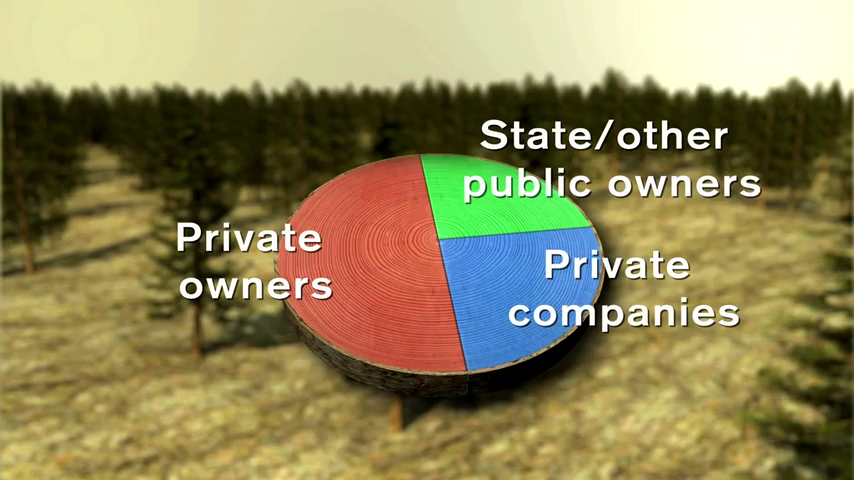 State/other
public owners
Private
owners
Private
companies